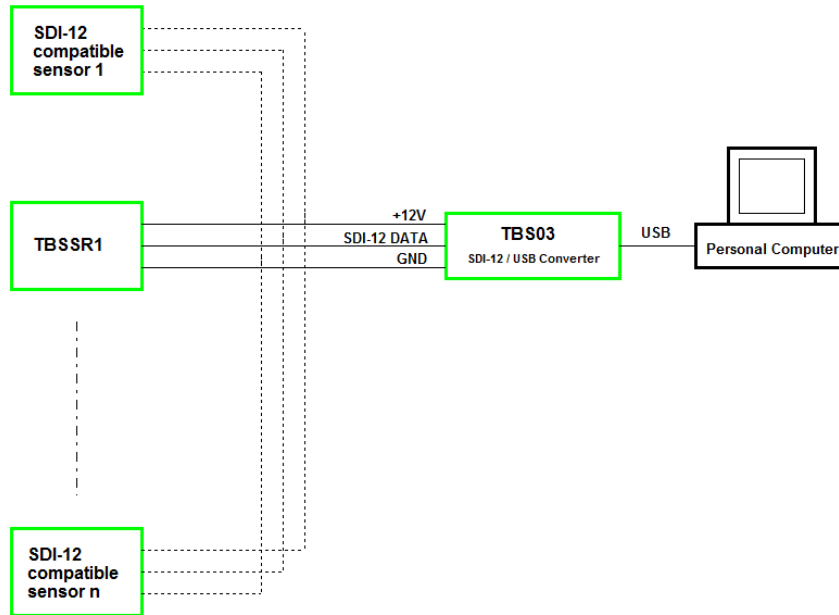 SDI-12
compatible
sensor 1
TBSSR1
+12V
SDI-12 DATA
GND
TBS03
SDI-12 / USB Converter
USB
Personal Computer
SDI-12
compatible
sensor n